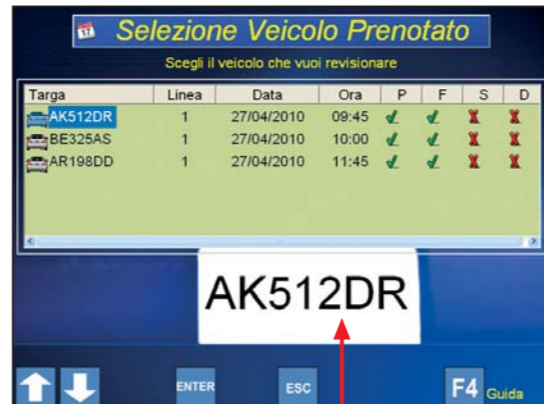 17
Selezione Veicolo Prenotato
Scegli il veicolo che vuoi revisionare
Targa Linea Data Ora P F S D
AK512DR 1 27/04/2010 09:45
BE325AS 1 27/04/2010 10:00
AR198DD 1 27/04/2010 11:45
AK512DR
ENTER ESC F4 Guida